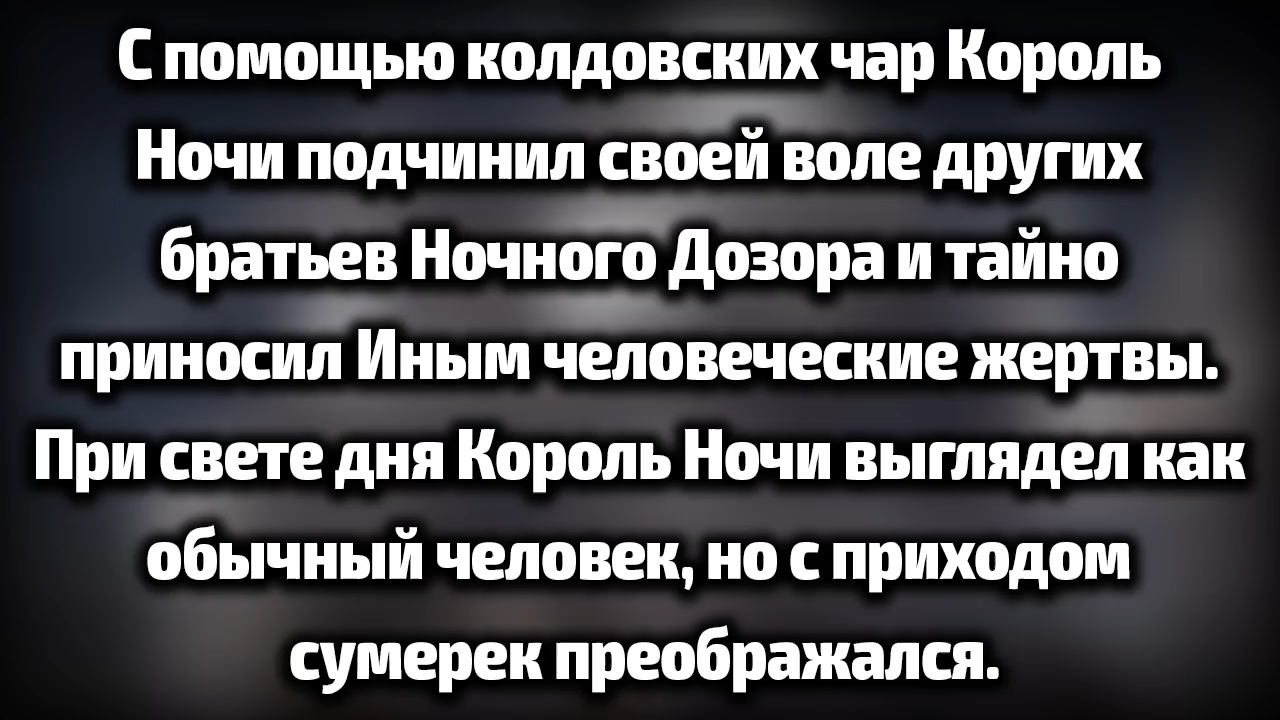 С помощью колдовских чар Король
Ночи подчинил своей воле других
братьев Ночного Дозора и тайно
приносил Иным человеческие жертвы.
При свете дня Король Ночи выглядел как
обычный человек, но с приходом
сумерек преображался.